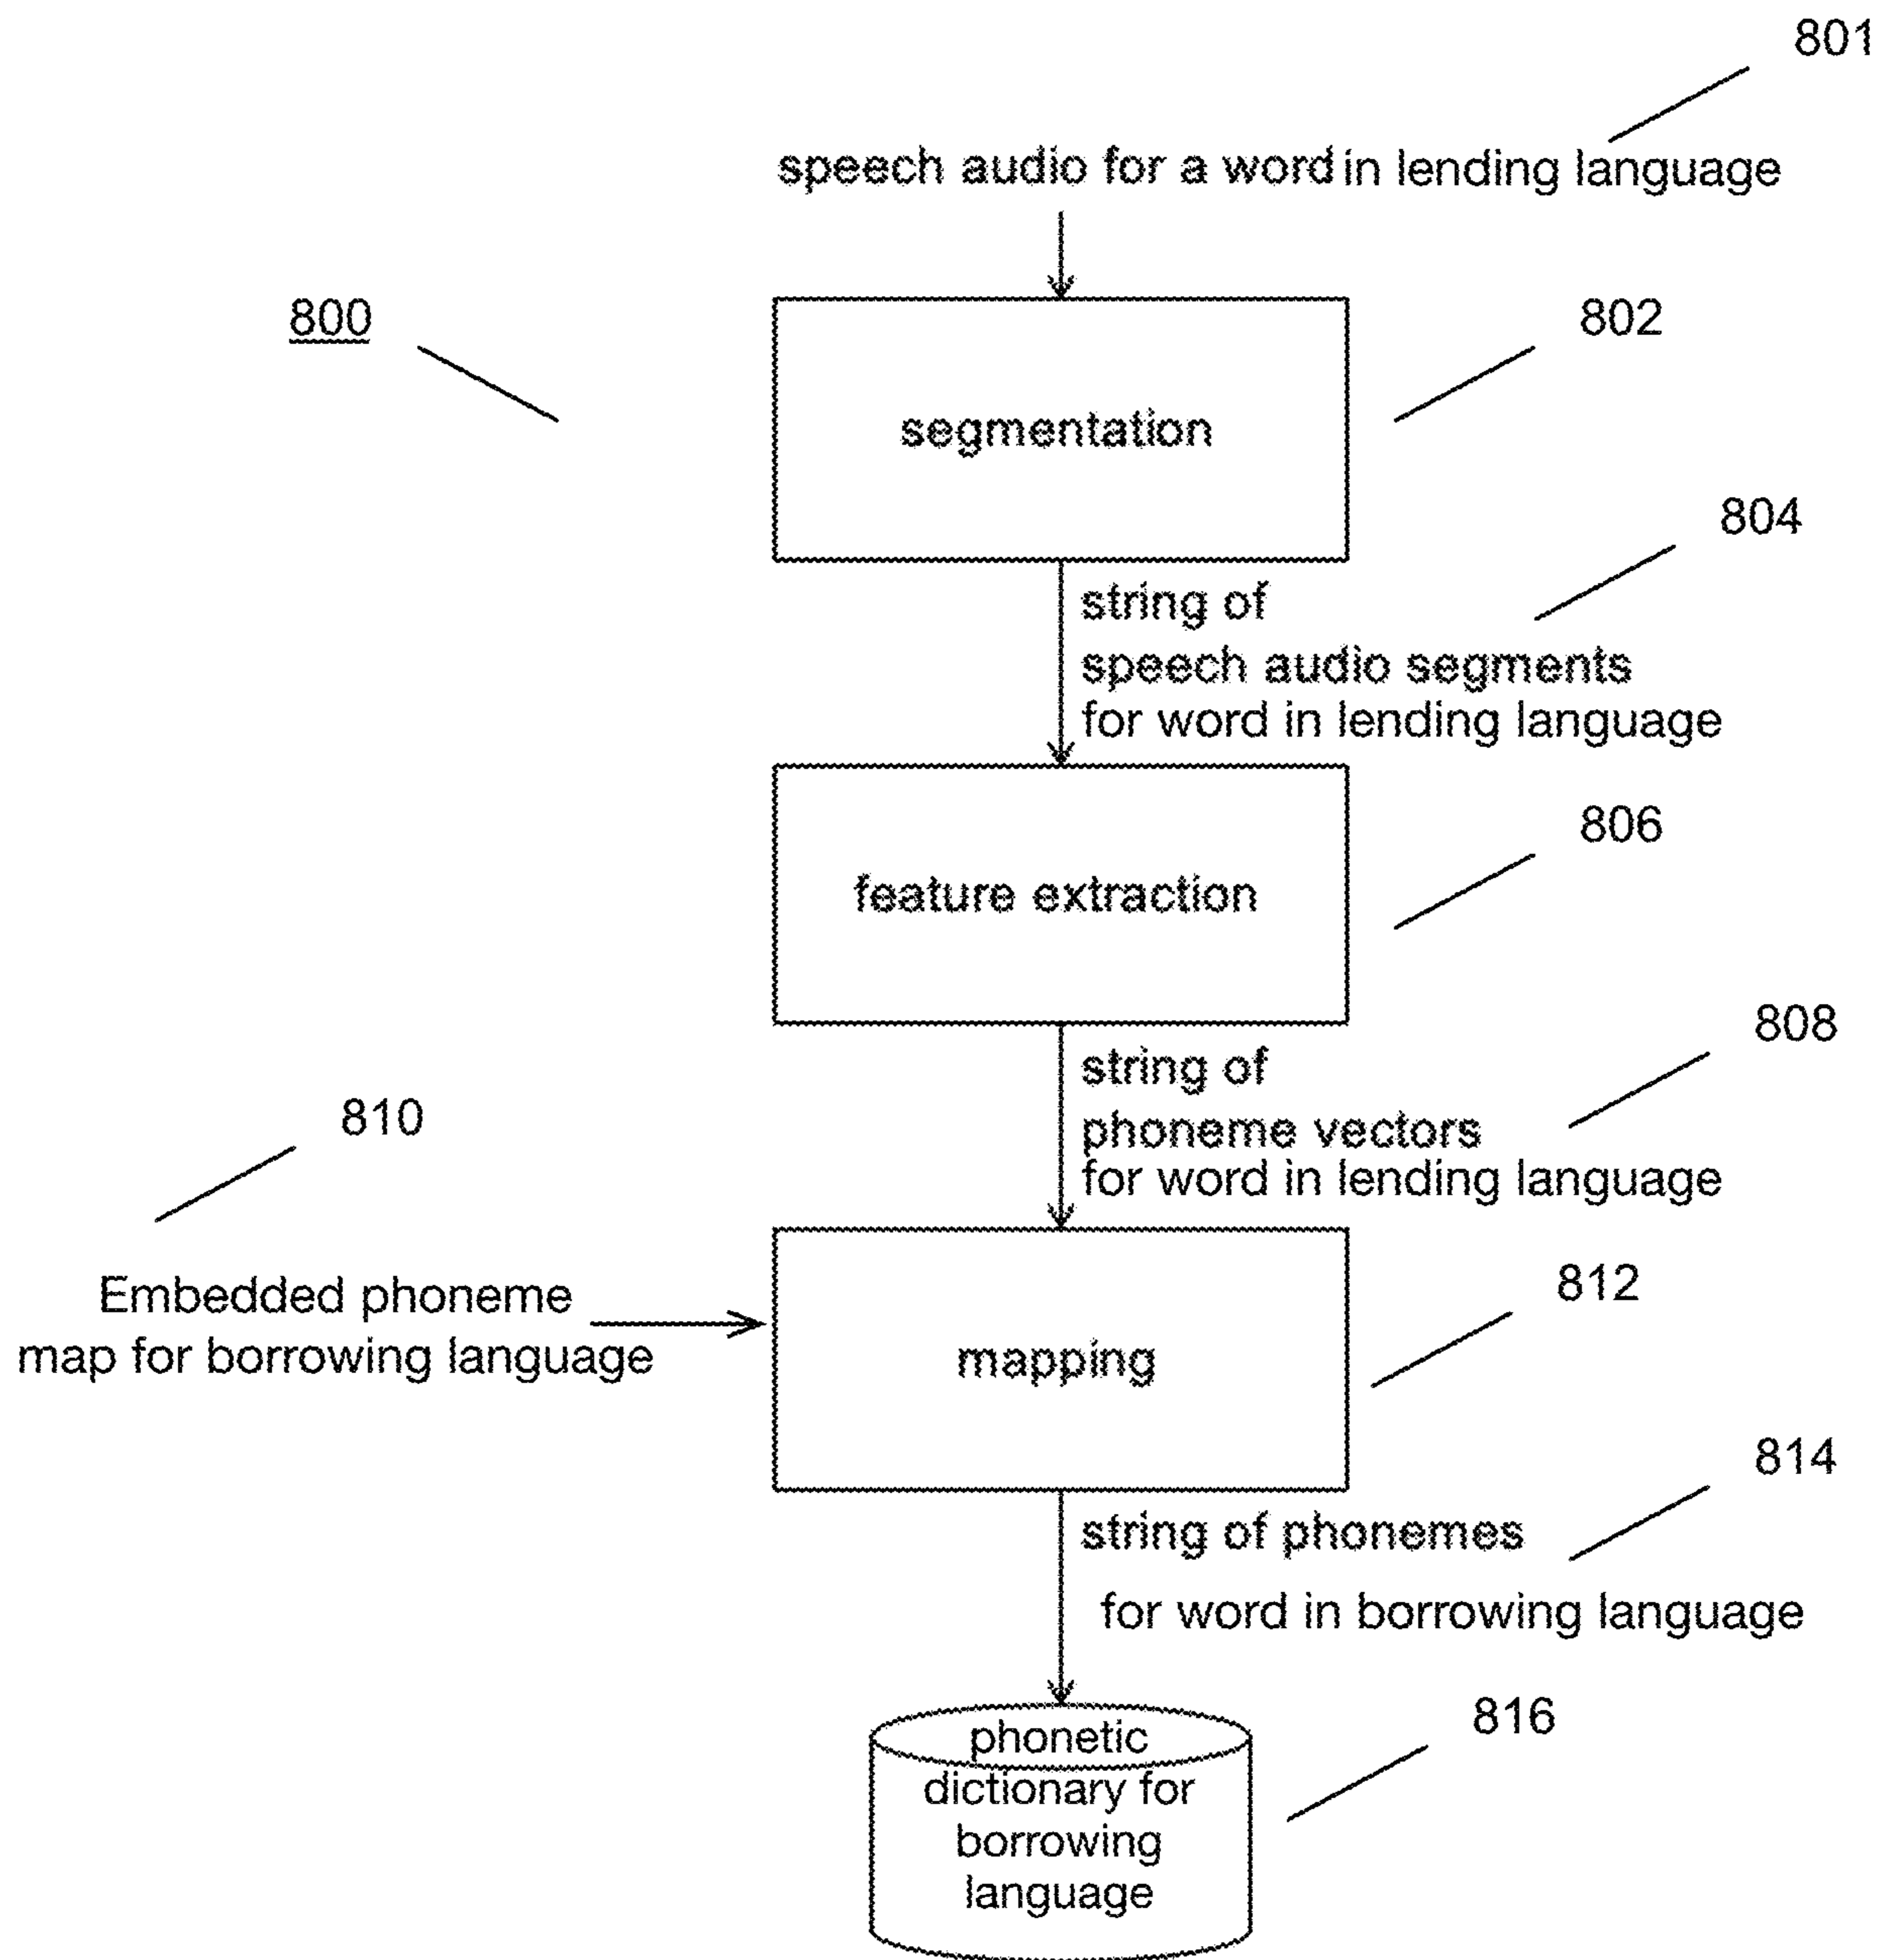 801
speech audio for a word in lending language
800
802
segmentation
804
string of
speech audio segments
for word in lending language
806
feature extraction
808
string of
phoneme vectors
for word in lending language
810
Embedded phoneme
map for borrowing language
812
mapping
814
string of phonemes
for word in borrowing language
816
phonetic
dictionary for
borrowing
language